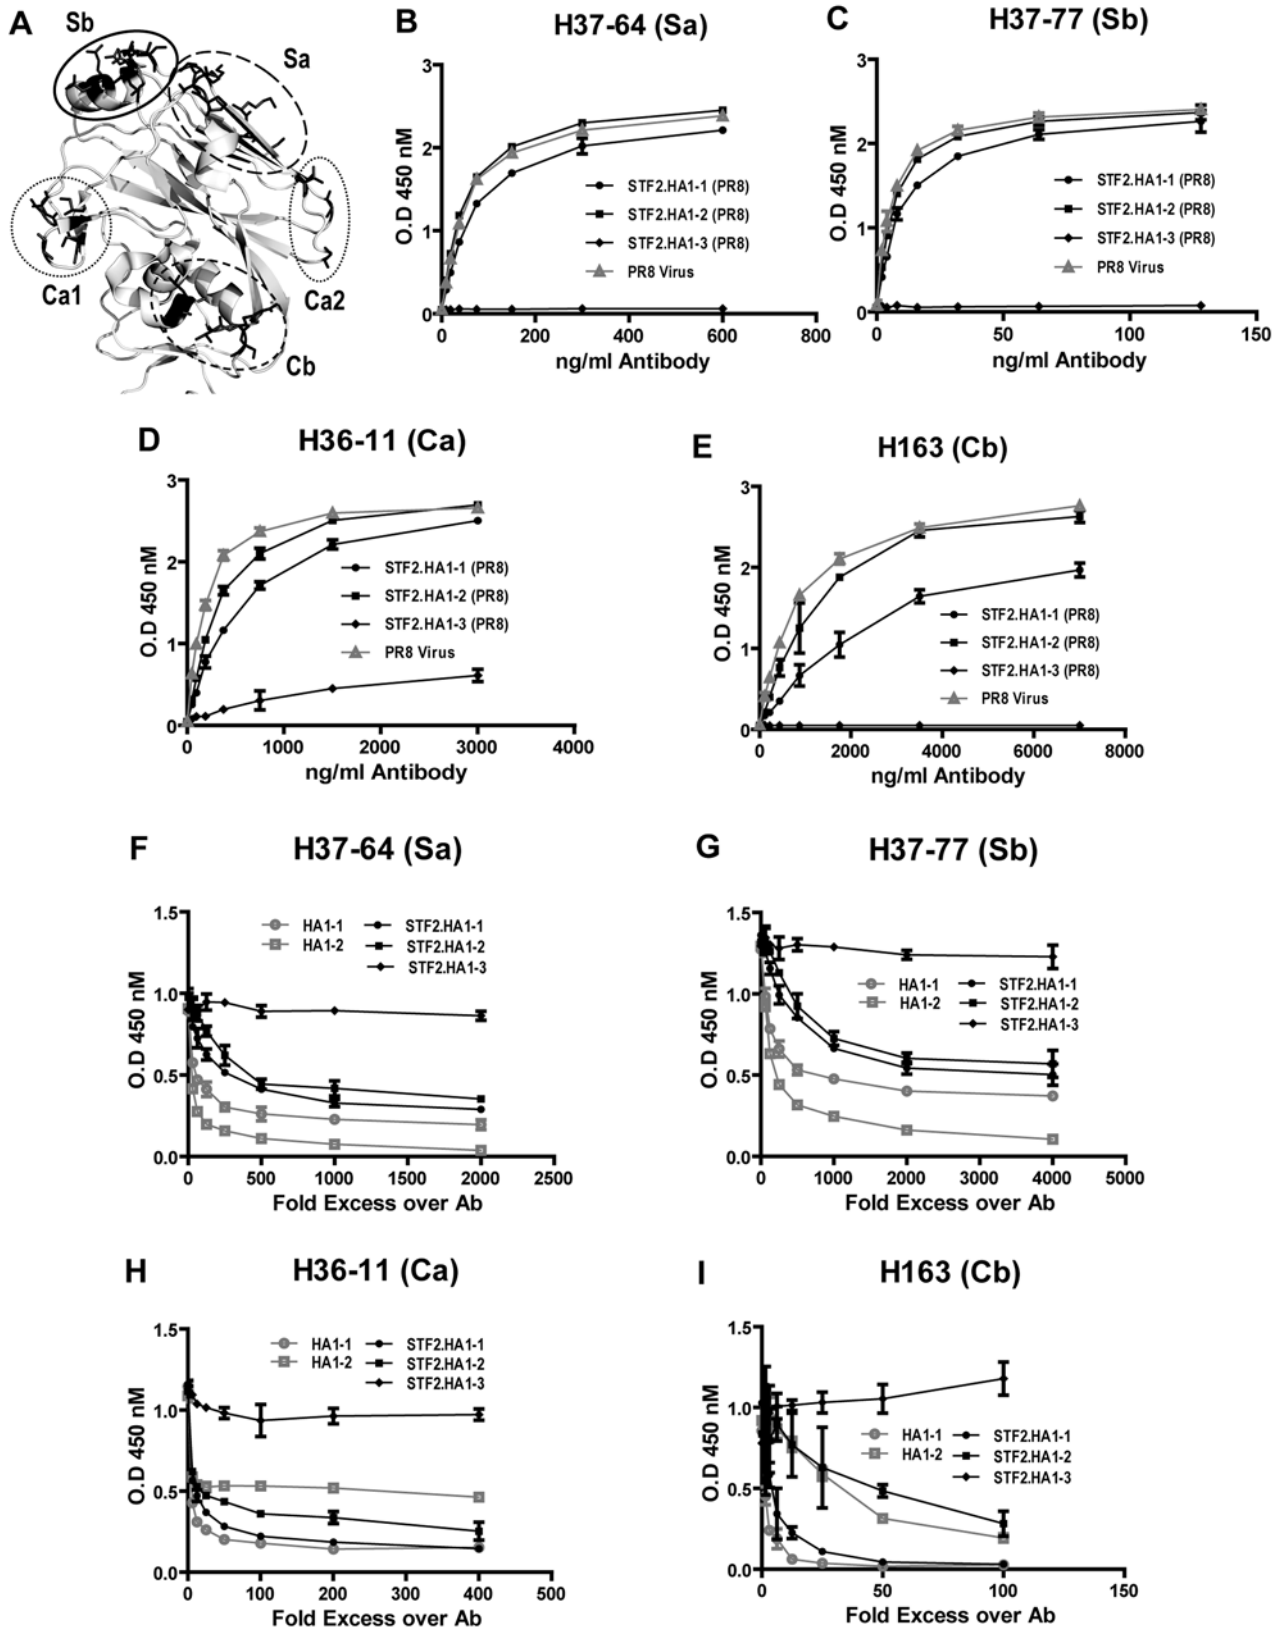 A
Sb
Sa
Ca1
Ca2
Cb
B
H37-64 (Sa)
O.D 450 nM
3
2
1
0
STF2.HA1-1 (PR8)
STF2.HA1-2 (PR8)
STF2.HA1-3 (PR8)
PR8 Virus
0 200 400 600 800
ng/ml Antibody
C
H37-77 (Sb)
O.D 450 nM
3
2
1
0
STF2.HA1-1 (PR8)
STF2.HA1-2 (PR8)
STF2.HA1-3 (PR8)
PR8 Virus
0 50 100 150
ng/ml Antibody
D
H36-11 (Ca)
O.D 450 nM
3
2
1
0
STF2.HA1-1 (PR8)
STF2.HA1-2 (PR8)
STF2.HA1-3 (PR8)
PR8 Virus
0 1000 2000 3000 4000
ng/ml Antibody
E
H163 (Cb)
O.D 450 nM
3
2
1
0
STF2.HA1-1 (PR8)
STF2.HA1-2 (PR8)
STF2.HA1-3 (PR8)
PR8 Virus
0 2000 4000 6000 8000
ng/ml Antibody
F
H37-64 (Sa)
O.D 450 nM
1.5
1.0
0.5
0.0
HA1-1 STF2.HA1-1
HA1-2 STF2.HA1-2
STF2.HA1-3
0 500 1000 1500 2000 2500
Fold Excess over Ab
G
H37-77 (Sb)
O.D 450 nM
1.5
1.0
0.5
0.0
HA1-1 STF2.HA1-1
HA1-2 STF2.HA1-2
STF2.HA1-3
0 1000 2000 3000 4000 5000
Fold Excess over Ab
H
H36-11 (Ca)
O.D 450 nM
1.5
1.0
0.5
0.0
HA1-1 STF2.HA1-1
HA1-2 STF2.HA1-2
STF2.HA1-3
0 100 200 300 400 500
Fold Excess over Ab
I
H163 (Cb)
O.D 450 nM
1.5
1.0
0.5
0.0
HA1-1 STF2.HA1-1
HA1-2 STF2.HA1-2
STF2.HA1-3
0 50 100 150
Fold Excess over Ab